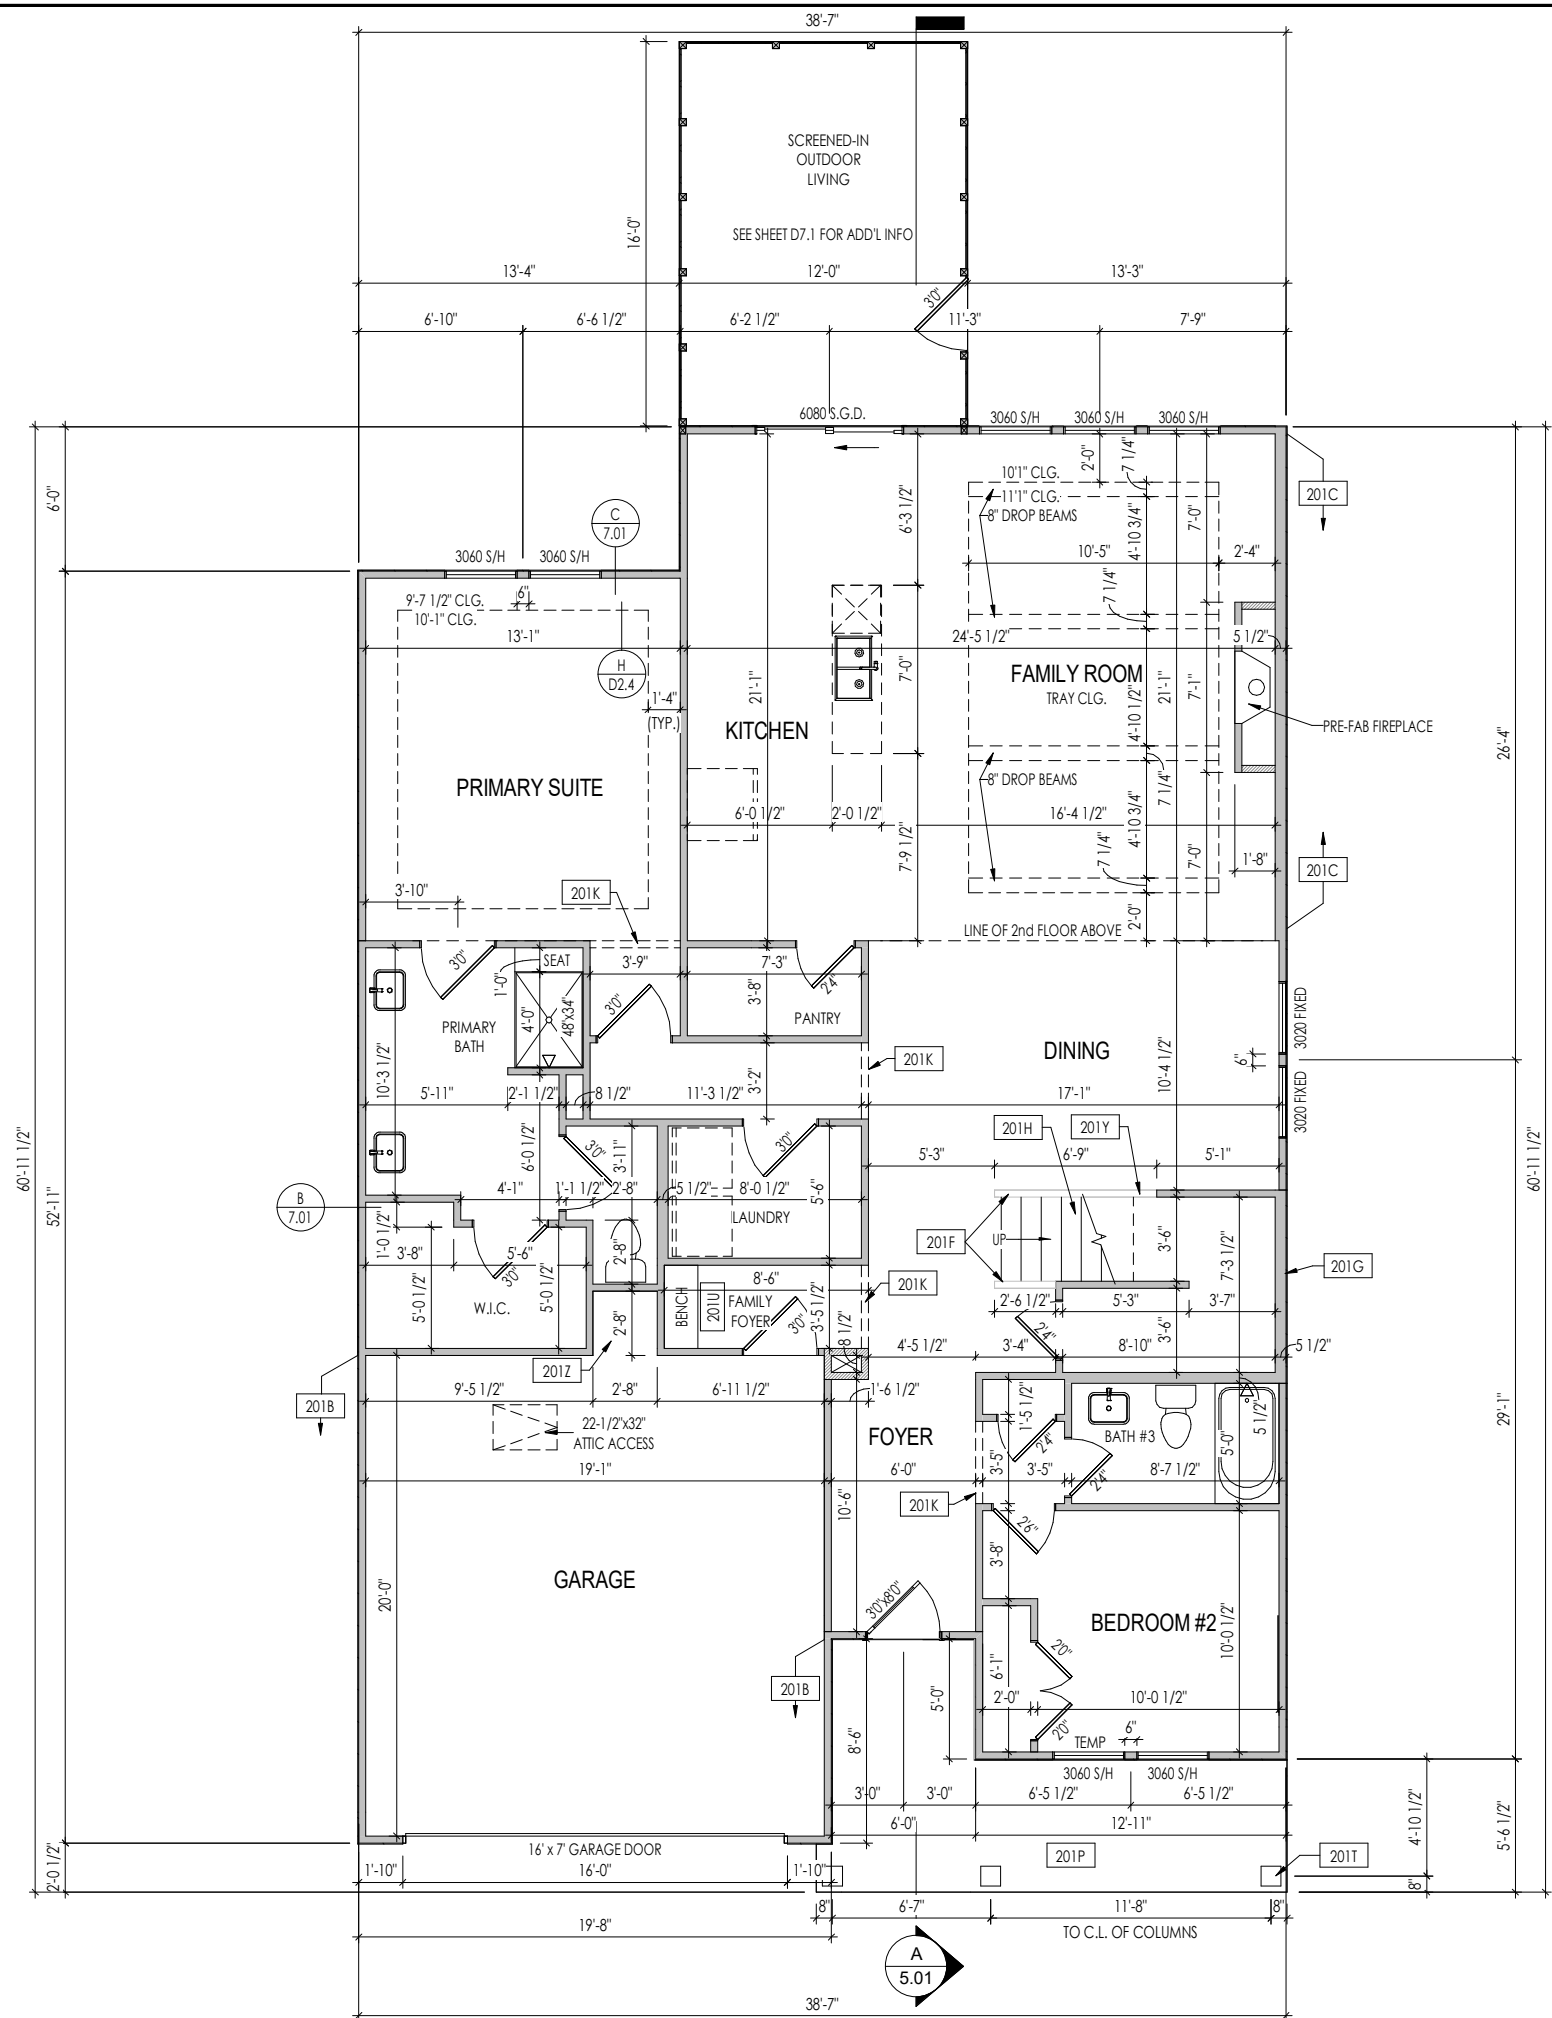 38'-7"
SCREENED-IN
OUTDOOR
LIVING
16'-0"
SEE SHEET D7.1 FOR ADD'L INFO
13'-4"
12'-0"
13'-3"
3'0"
6'-10"
6'-6 1/2"
6'-2 1/2"
11'-3"
7'-9"
6080 S.G.D.
3060 S/H
3060 S/H
3060 S/H
6'-0"
C
7.01
10'1" CLG.
11'1" CLG.
8" DROP BEAMS
2'-0"
7 1/4"
201C
6'-3 1/2"
4'-10 3/4"
7'-0"
10'-5"
2'-4"
3060 S/H
3060 S/H
9'-7 1/2" CLG.
10'-1" CLG.
6"
7 1/4"
13'-1"
24'-5 1/2"
5 1/2"
H
D2.4
1'-4"
(TYP.)
21'-1"
7'-0"
FAMILY ROOM
TRAY CLG.
4'-10 1/2"
21'-1"
7'-1"
KITCHEN
PRE-FAB FIREPLACE
26'-4"
PRIMARY SUITE
8" DROP BEAMS
7 1/4"
6'-0 1/2"
2'-0 1/2"
16'-4 1/2"
7'-9 1/2"
4'-10 3/4"
7 1/4"
7'-0"
1'-8"
201C
3'-10"
201K
LINE OF 2nd FLOOR ABOVE
2'-0"
3'0"
SEAT
1'-0"
3'-9"
7'-3"
2'4"
3'-8"
PANTRY
4'-0"
48"x34"
3'0"
PRIMARY
BATH
3020 FIXED
DINING
201K
6"
10'-3 1/2"
5'-11"
2'-1 1/2"
8 1/2"
11'-3 1/2"
3'-2"
17'-1"
10'-4 1/2"
3020 FIXED
60'-11 1/2"
52'-11"
60'-11 1/2"
201H
201Y
6'-0 1/2"
3'0"
3'-11"
3'0"
5'-3"
6'-9"
5'-1"
B
7.01
4'-1"
1'-1 1/2"
2'-8"
5 1/2"
8'-0 1/2"
5'-6"
LAUNDRY
1'-0 1/2"
3'-8"
5'-6"
3'0"
2'-8"
201F
UP
3'-6"
7'-3 1/2"
201G
8'-6"
201K
5'-0 1/2"
W.I.C.
5'-0 1/2"
BENCH
201U
FAMILY
FOYER
3'0"
3'-5 1/2"
2'-6 1/2"
5'-3"
3'-7"
2'-8"
201Z
8 1/2"
4'-5 1/2"
3'-4"
2'4"
8'-10"
3'-6"
5 1/2"
9'-5 1/2"
2'-8"
6'-11 1/2"
1'-6 1/2"
201B
22-1/2"x32"
ATTIC ACCESS
FOYER
1'-5 1/2"
2'4"
BATH #3
5'-0"
5 1/2"
29'-1"
19'-1"
6'-0"
3'-5"
3'-5"
2'4"
8'-7 1/2"
10'-6"
201K
2'6"
3'-8"
GARAGE
20'-0"
3'0"x8'0"
BEDROOM #2
10'-0 1/2"
2'0"
6'-1"
201B
5'-0"
2'-0"
10'-0 1/2"
2'0"
TEMP
6"
8'-6"
3060 S/H
3060 S/H
3'-0"
3'-0"
6'-5 1/2"
6'-5 1/2"
6'-0"
12'-11"
4'-10 1/2"
5'-6 1/2"
16' x 7' GARAGE DOOR
201P
201T
2'-0 1/2"
1'-10"
16'-0"
1'-10"
8"
8"
6'-7"
11'-8"
8"
19'-8"
TO C.L. OF COLUMNS
A
5.01
38'-7"